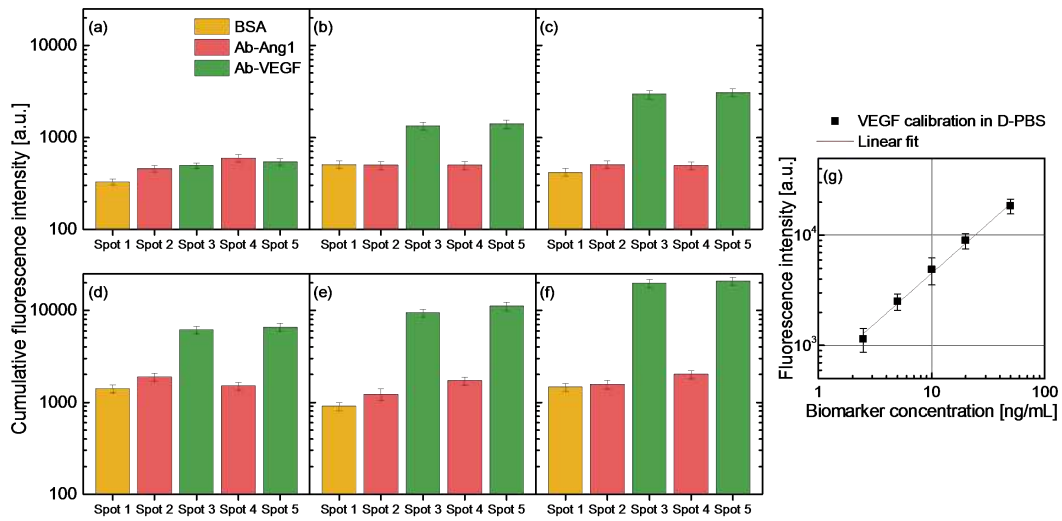 Cumulative fluorescence intensity [a.u.]
(a)
BSA
Ab-Ang1
Ab-VEGF
(b)
(c)
10000
1000
100
Spot 1 Spot 2 Spot 3 Spot 4 Spot 5
Spot 1 Spot 2 Spot 3 Spot 4 Spot 5
Spot 1 Spot 2 Spot 3 Spot 4 Spot 5
(d)
(e)
(f)
10000
1000
100
Spot 1 Spot 2 Spot 3 Spot 4 Spot 5
Spot 1 Spot 2 Spot 3 Spot 4 Spot 5
Spot 1 Spot 2 Spot 3 Spot 4 Spot 5
VEGF calibration in D-PBS
Linear fit
(g)
Fluorescence intensity [a.u.]
10⁴
10³
1 10 100
Biomarker concentration [ng/mL]